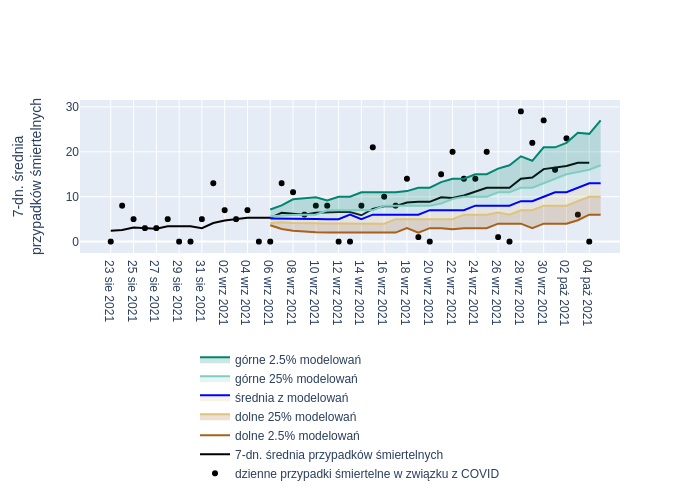 7-dn. średnia
przypadków śmiertelnych
30
20
10
0
23 sie 2021
25 sie 2021
27 sie 2021
29 sie 2021
31 sie 2021
02 wrz 2021
04 wrz 2021
06 wrz 2021
08 wrz 2021
10 wrz 2021
12 wrz 2021
14 wrz 2021
16 wrz 2021
18 wrz 2021
20 wrz 2021
22 wrz 2021
24 wrz 2021
26 wrz 2021
28 wrz 2021
30 wrz 2021
02 paź 2021
04 paź 2021
górne 2.5% modelowań
górne 25% modelowań
średnia z modelowań
dolne 25% modelowań
dolne 2.5% modelowań
7-dn. średnia przypadków śmiertelnych
dzienne przypadki śmiertelne w związku z COVID